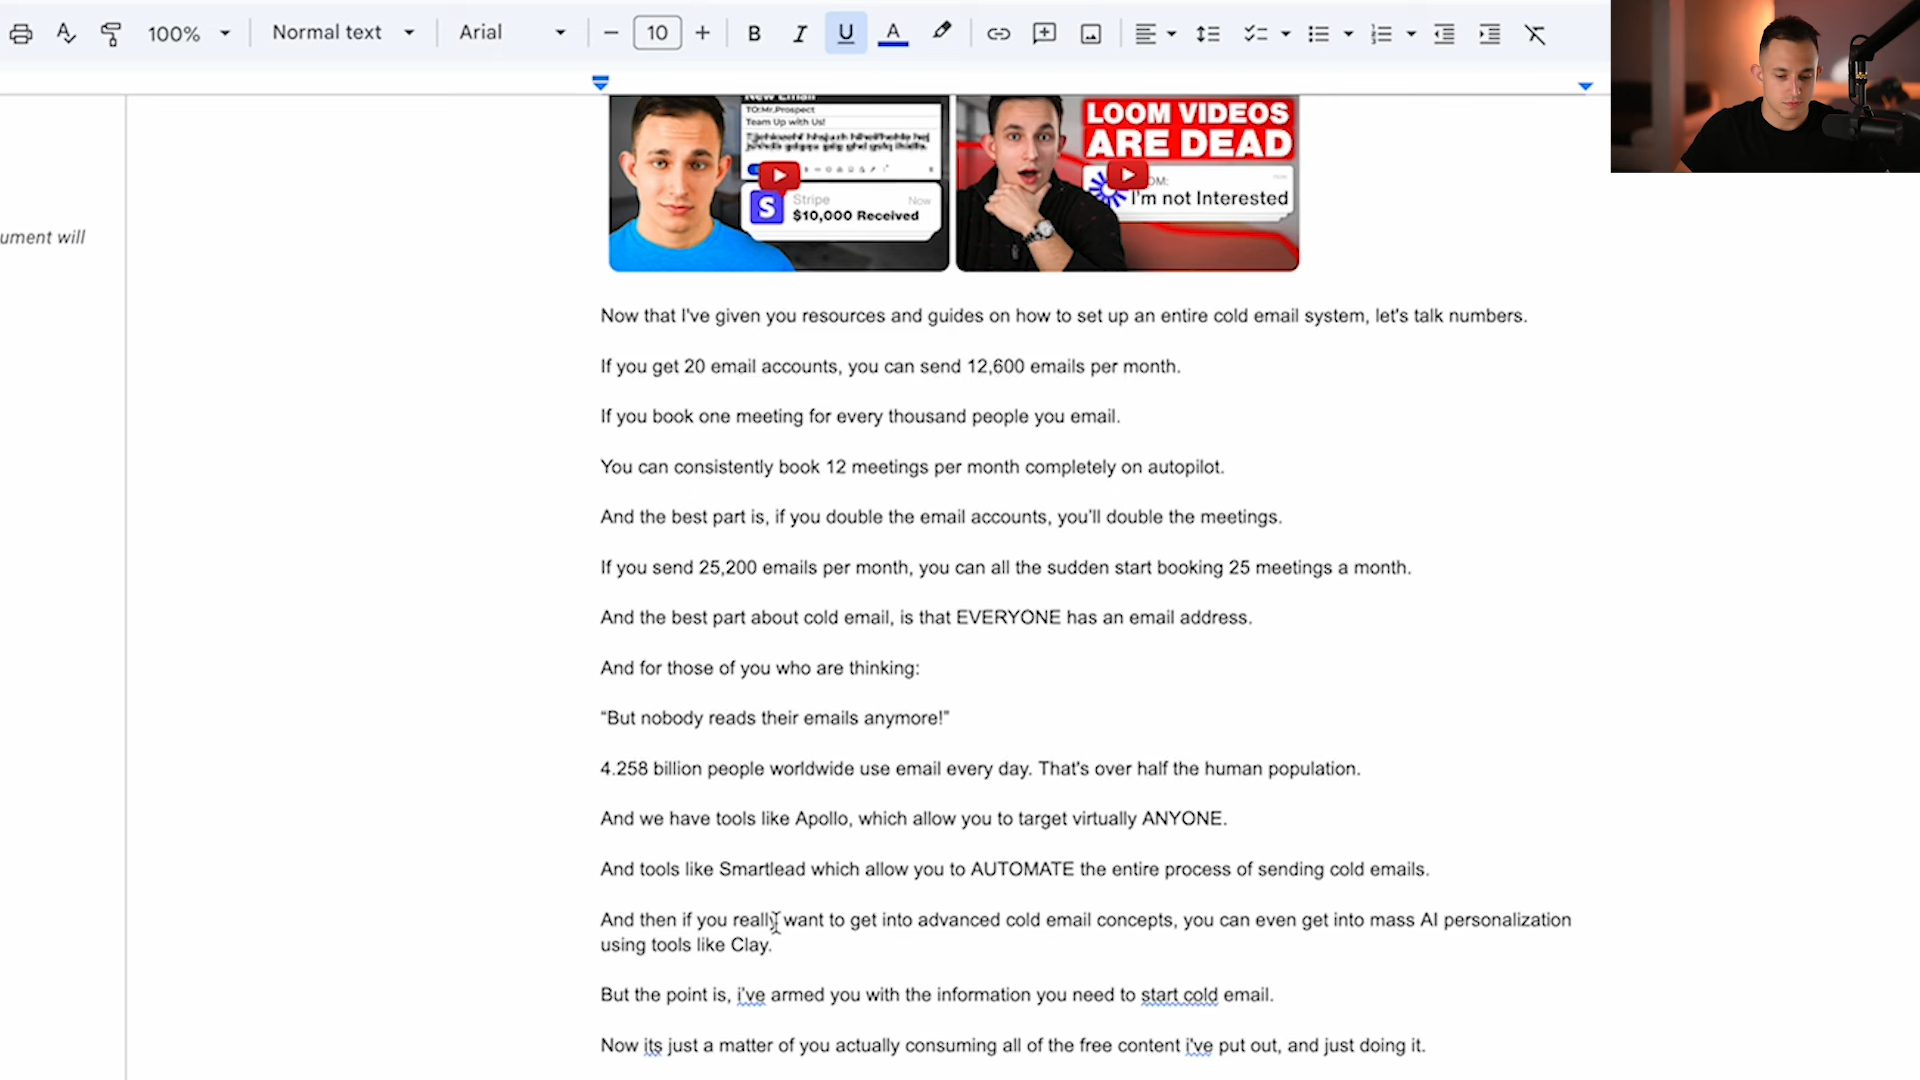 100%
Normal text
Arial
10
B
I
U
A
New Email
TO:Mr.Prospect
Team Up with Us!
Stripe
Now
S
$10,000 Received
LOOM VIDEOS
ARE DEAD
I'm not Interested
ument will
Now that I've given you resources and guides on how to set up an entire cold email system, let's talk numbers.
If you get 20 email accounts, you can send 12,600 emails per month.
If you book one meeting for every thousand people you email.
You can consistently book 12 meetings per month completely on autopilot.
And the best part is, if you double the email accounts, you'll double the meetings.
If you send 25,200 emails per month, you can all the sudden start booking 25 meetings a month.
And the best part about cold email, is that EVERYONE has an email address.
And for those of you who are thinking:
“But nobody reads their emails anymore!”
4.258 billion people worldwide use email every day. That's over half the human population.
And we have tools like Apollo, which allow you to target virtually ANYONE.
And tools like Smartlead which allow you to AUTOMATE the entire process of sending cold emails.
And then if you really want to get into advanced cold email concepts, you can even get into mass AI personalization
using tools like Clay.
But the point is, i've armed you with the information you need to start cold email.
Now its just a matter of you actually consuming all of the free content i've put out, and just doing it.